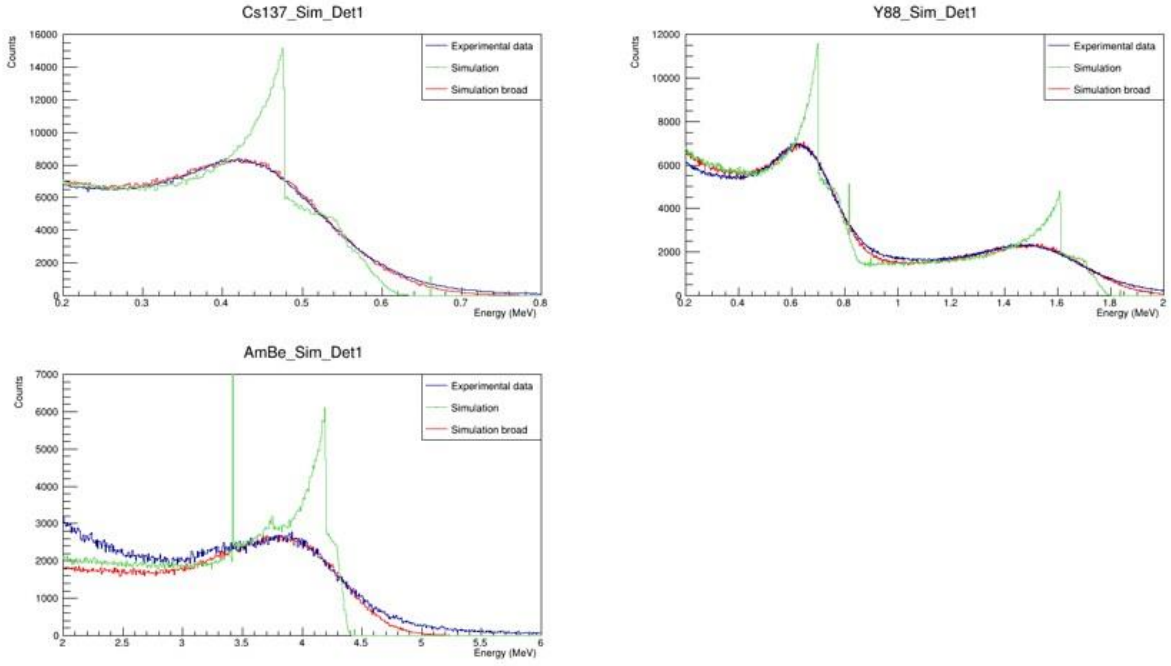 Cs137_Sim_Det1
Counts
16000
14000
12000
10000
8000
6000
4000
2000
0
0.2
0.3
0.4
0.5
0.6
0.7
0.8
Energy (MeV)
Experimental data
Simulation
Simulation broad
Y88_Sim_Det1
Counts
12000
10000
8000
6000
4000
2000
0
0.2
0.4
0.6
0.8
1
1.2
1.4
1.6
1.8
2
Energy (MeV)
Experimental data
Simulation
Simulation broad
AmBe_Sim_Det1
Counts
7000
6000
5000
4000
3000
2000
1000
0
2
2.5
3
3.5
4
4.5
5
5.5
6
Energy (MeV)
Experimental data
Simulation
Simulation broad